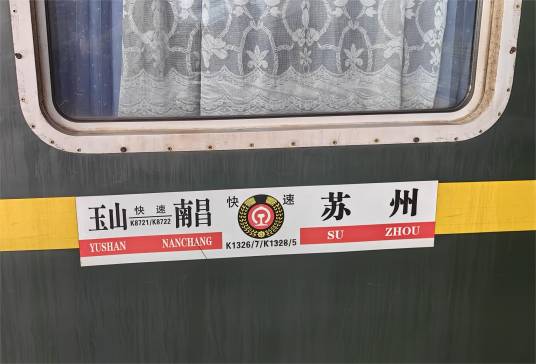 玉山 快速 南昌
K8721/K8722
YUSHAN NANCHANG
快 速
K1326/7/K1328/5
苏州
SU ZHOU